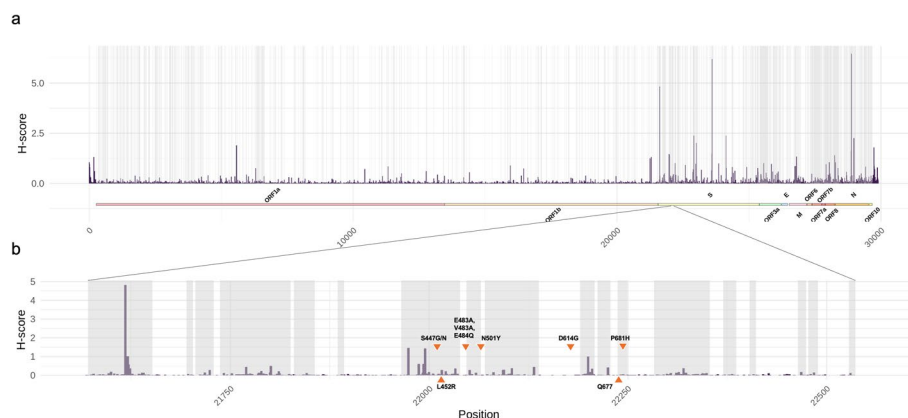 a
H-score
5.0
2.5
0.0
ORF1a
ORF1b
S
ORF3a
E
M
ORF6
ORF7a
ORF7b
ORF8
N
ORF10
0
10000
20000
30000
b
H-score
5
4
3
2
1
0
S447G/N
E483A,
V483A,
E484Q
N501Y
D614G
P681H
L452R
Q677
21750
22000
22250
22500
Position